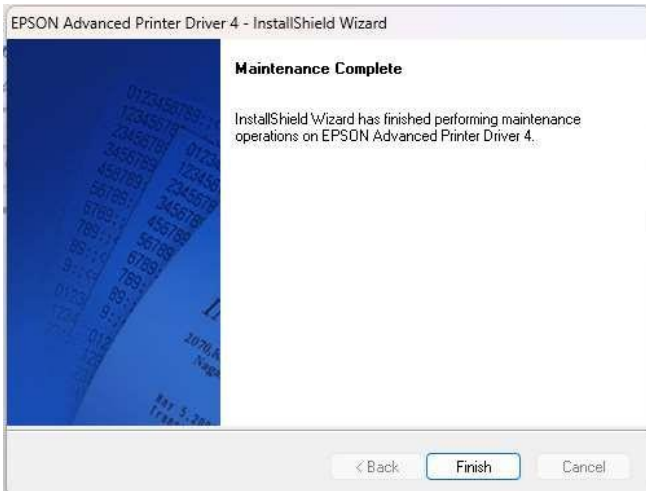 EPSON Advanced Printer Driver 4 - InstallShield Wizard
Maintenance Complete
InstallShield Wizard has finished performing maintenance
operations on EPSON Advanced Printer Driver 4.
< Back
Finish
Cancel